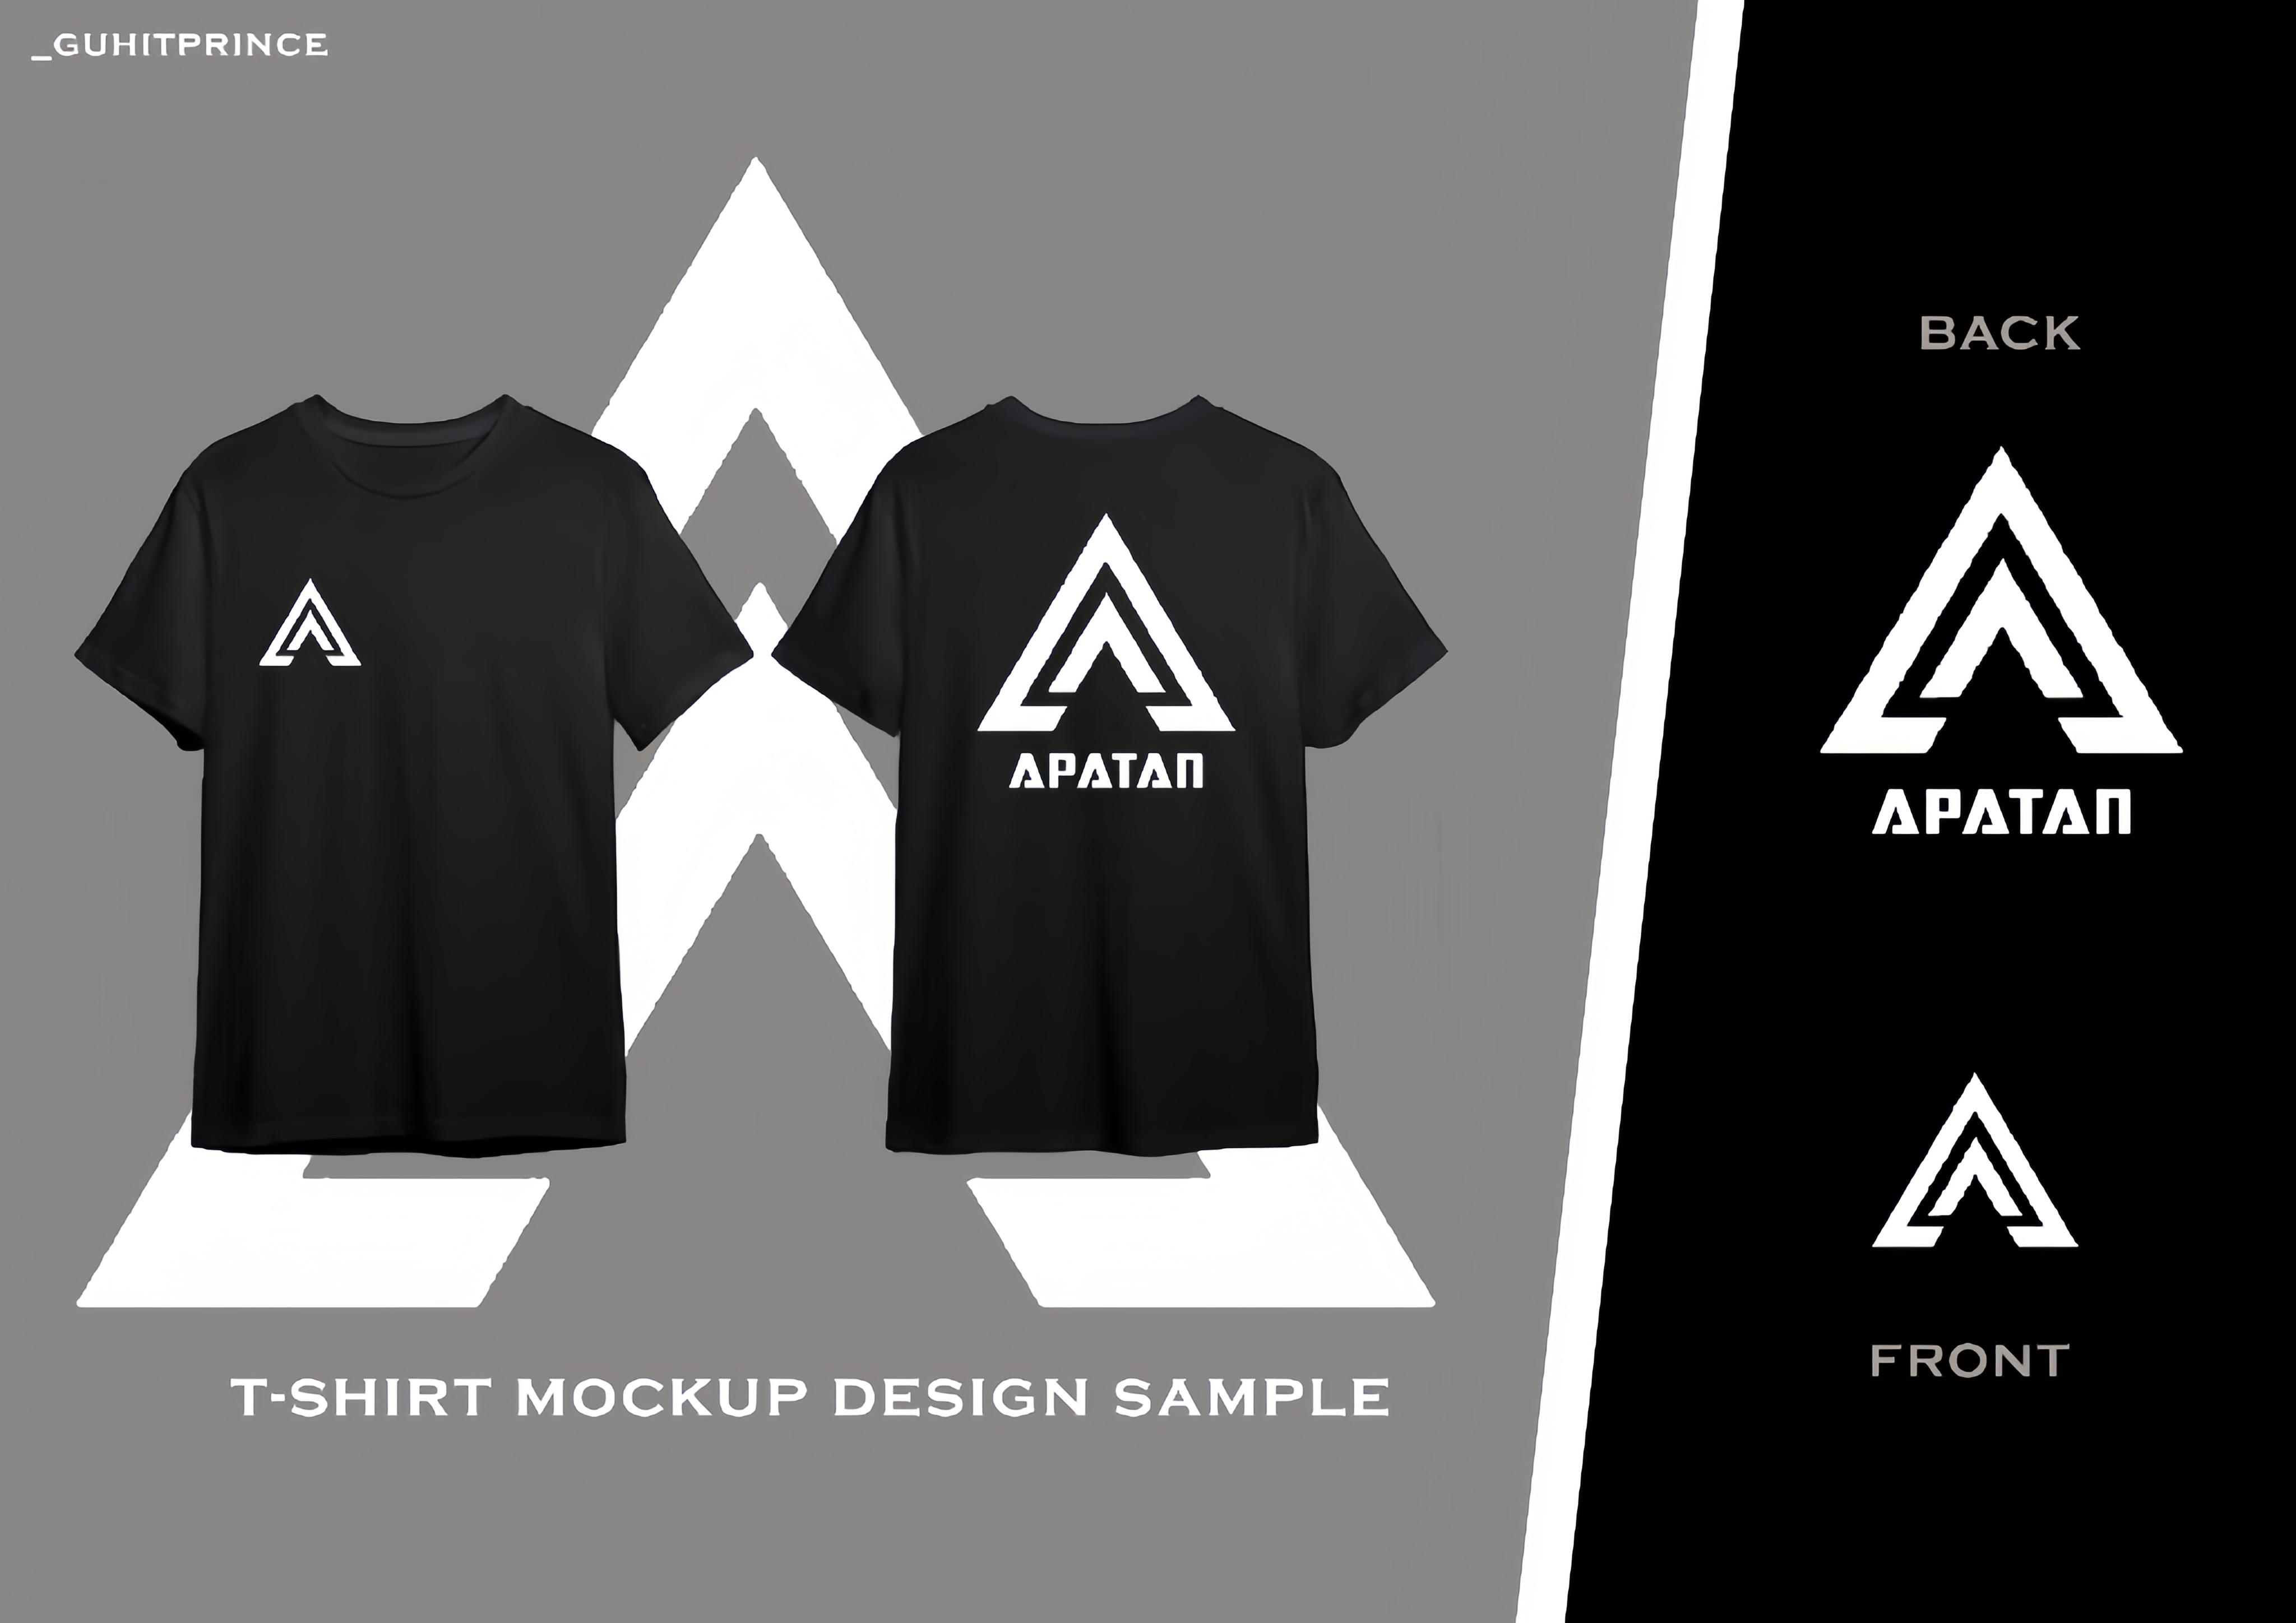 _GUHITPRINCE
APATAN
T-SHIRT MOCKUP DESIGN SAMPLE
BACK
APATAN
FRONT